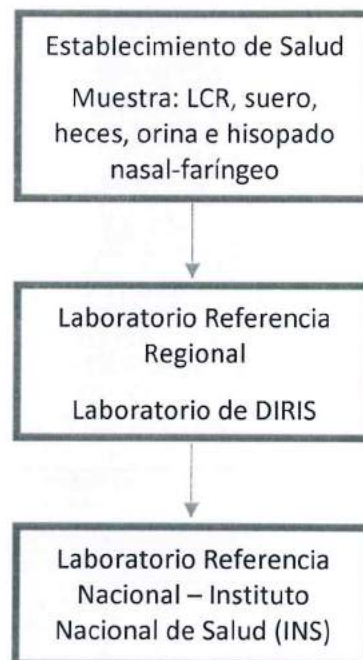 Establecimiento de Salud
Muestra: LCR, suero,
heces, orina e hisopado
nasal-faríngeo
Laboratorio Referencia
Regional
Laboratorio de DIRIS
Laboratorio Referencia
Nacional – Instituto
Nacional de Salud (INS)